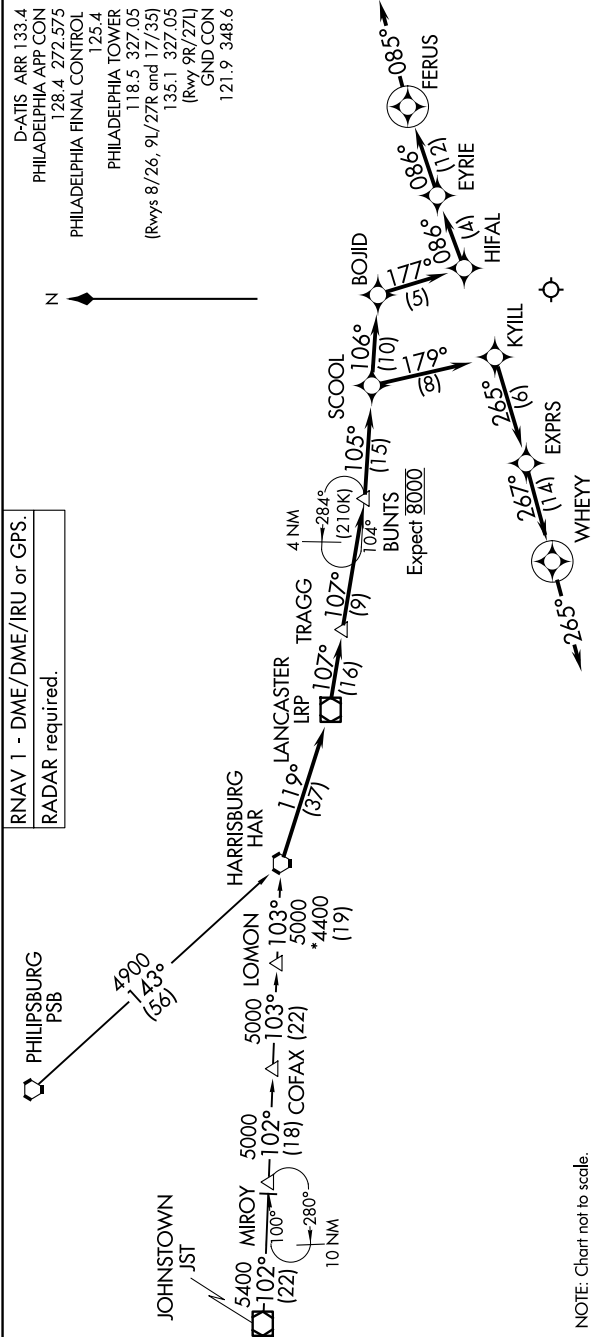 RNAV 1 - DME/DME/IRU or GPS.
RADAR required.
D-ATIS ARR 133.4
PHILADELPHIA APP CON
128.4 272.575
PHILADELPHIA FINAL CONTROL
125.4
PHILADELPHIA TOWER
118.5 327.05
(Rwys 8/26, 9L/27R and 17/35)
135.1 327.05
(Rwy 9R/27L)
GND CON
121.9 348.6
N
PHILIPSBURG
PSB
4900
143°
(56)
JOHNSTOWN
JST
5400
102°
(22)
MIROY
100°
280°
10 NM
5000
102°
(18)
COFAX
5000
103°
(22)
LOMON
103°
5000
*4400
(19)
HARRISBURG
HAR
119°
(37)
LANCASTER
LRP
107°
(16)
TRAGG
107°
(9)
4 NM
284°
(210K)
104°
BUNTS
Expect 8000
105°
(15)
SCOOL
106°
(10)
BOJID
177°
(5)
HIFAL
086°
(4)
EYRIE
086°
(12)
FERUS
085°
179°
(8)
KYILL
265°
(6)
EXPRS
267°
(14)
WHEYY
265°
NOTE: Chart not to scale.